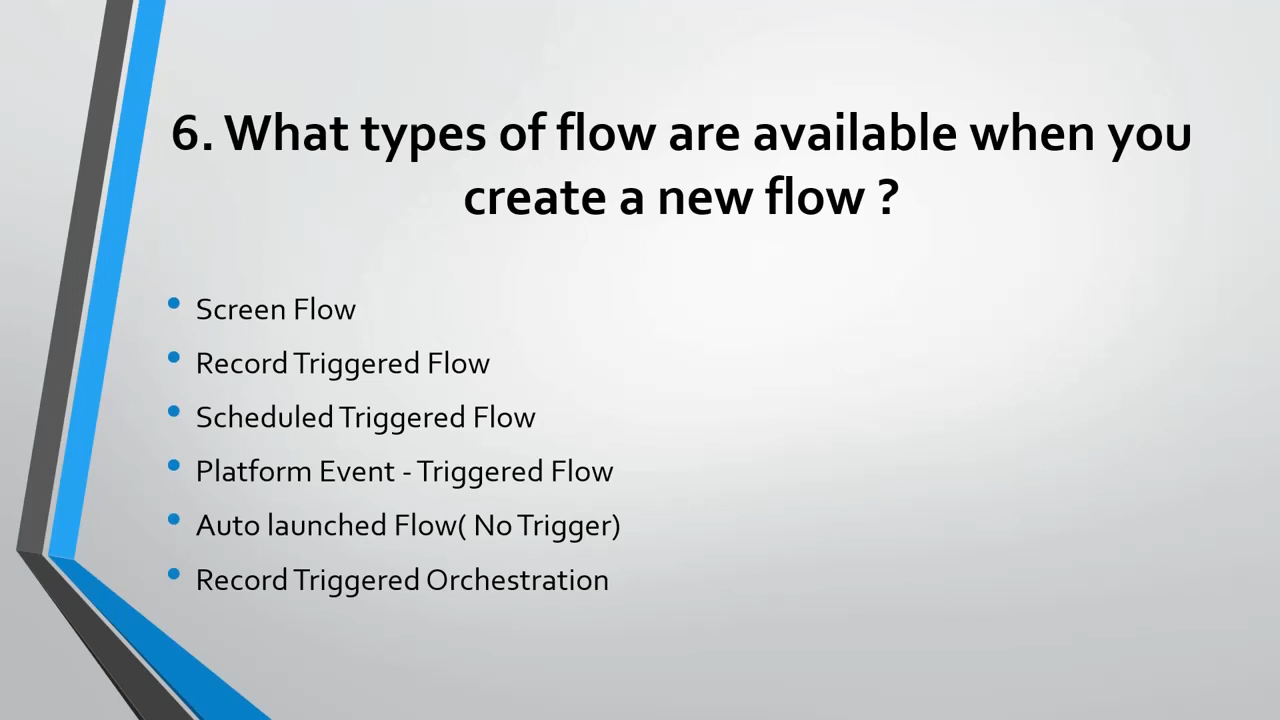 6. What types of flow are available when you
create a new flow ?
• Screen Flow
• Record Triggered Flow
• Scheduled Triggered Flow
• Platform Event - Triggered Flow
• Auto launched Flow( No Trigger)
• Record Triggered Orchestration